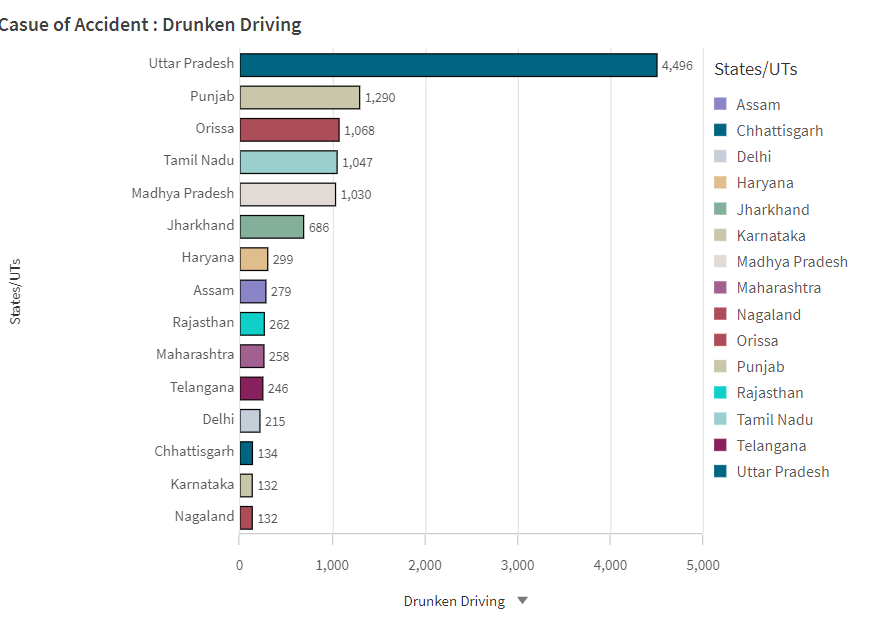 Casue of Accident : Drunken Driving
States/UTs
Uttar Pradesh 4,496
Punjab 1,290
Orissa 1,068
Tamil Nadu 1,047
Madhya Pradesh 1,030
Jharkhand 686
Haryana 299
Assam 279
Rajasthan 262
Maharashtra 258
Telangana 246
Delhi 215
Chhattisgarh 134
Karnataka 132
Nagaland 132
0 1,000 2,000 3,000 4,000 5,000
Drunken Driving
States/UTs
Assam
Chhattisgarh
Delhi
Haryana
Jharkhand
Karnataka
Madhya Pradesh
Maharashtra
Nagaland
Orissa
Punjab
Rajasthan
Tamil Nadu
Telangana
Uttar Pradesh